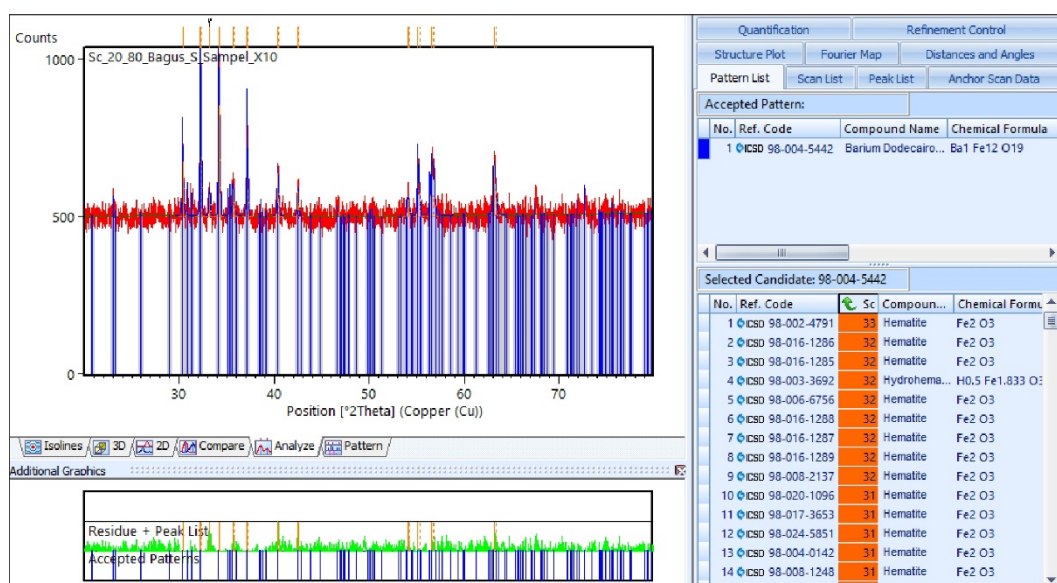 Counts
1000
500
0
Sc_20_80_Bagus_S_Sampel_X10
30 40 50 60 70
Position [°2Theta] (Copper (Cu))
Isolines 3D 2D Compare Analyze Pattern
Additional Graphics
Residue + Peak List
Accepted Patterns
Quantification Refinement Control
Structure Plot Fourier Map Distances and Angles
Pattern List Scan List Peak List Anchor Scan Data
Accepted Pattern:
No. Ref. Code Compound Name Chemical Formula
1 ICSD 98-004-5442 Barium Dodecairo... Ba1 Fe12 O19
Selected Candidate: 98-004-5442
No. Ref. Code Sc Compoun... Chemical Formu
1 ICSD 98-002-4791 33 Hematite Fe2 O3
2 ICSD 98-016-1286 32 Hematite Fe2 O3
3 ICSD 98-016-1285 32 Hematite Fe2 O3
4 ICSD 98-003-3692 32 Hydrohema... H0.5 Fe1.833 O3
5 ICSD 98-006-6756 32 Hematite Fe2 O3
6 ICSD 98-016-1288 32 Hematite Fe2 O3
7 ICSD 98-016-1287 32 Hematite Fe2 O3
8 ICSD 98-016-1289 32 Hematite Fe2 O3
9 ICSD 98-008-2137 32 Hematite Fe2 O3
10 ICSD 98-020-1096 31 Hematite Fe2 O3
11 ICSD 98-017-3653 31 Hematite Fe2 O3
12 ICSD 98-024-5851 31 Hematite Fe2 O3
13 ICSD 98-004-0142 31 Hematite Fe2 O3
14 ICSD 98-008-1248 31 Hematite Fe2 O3